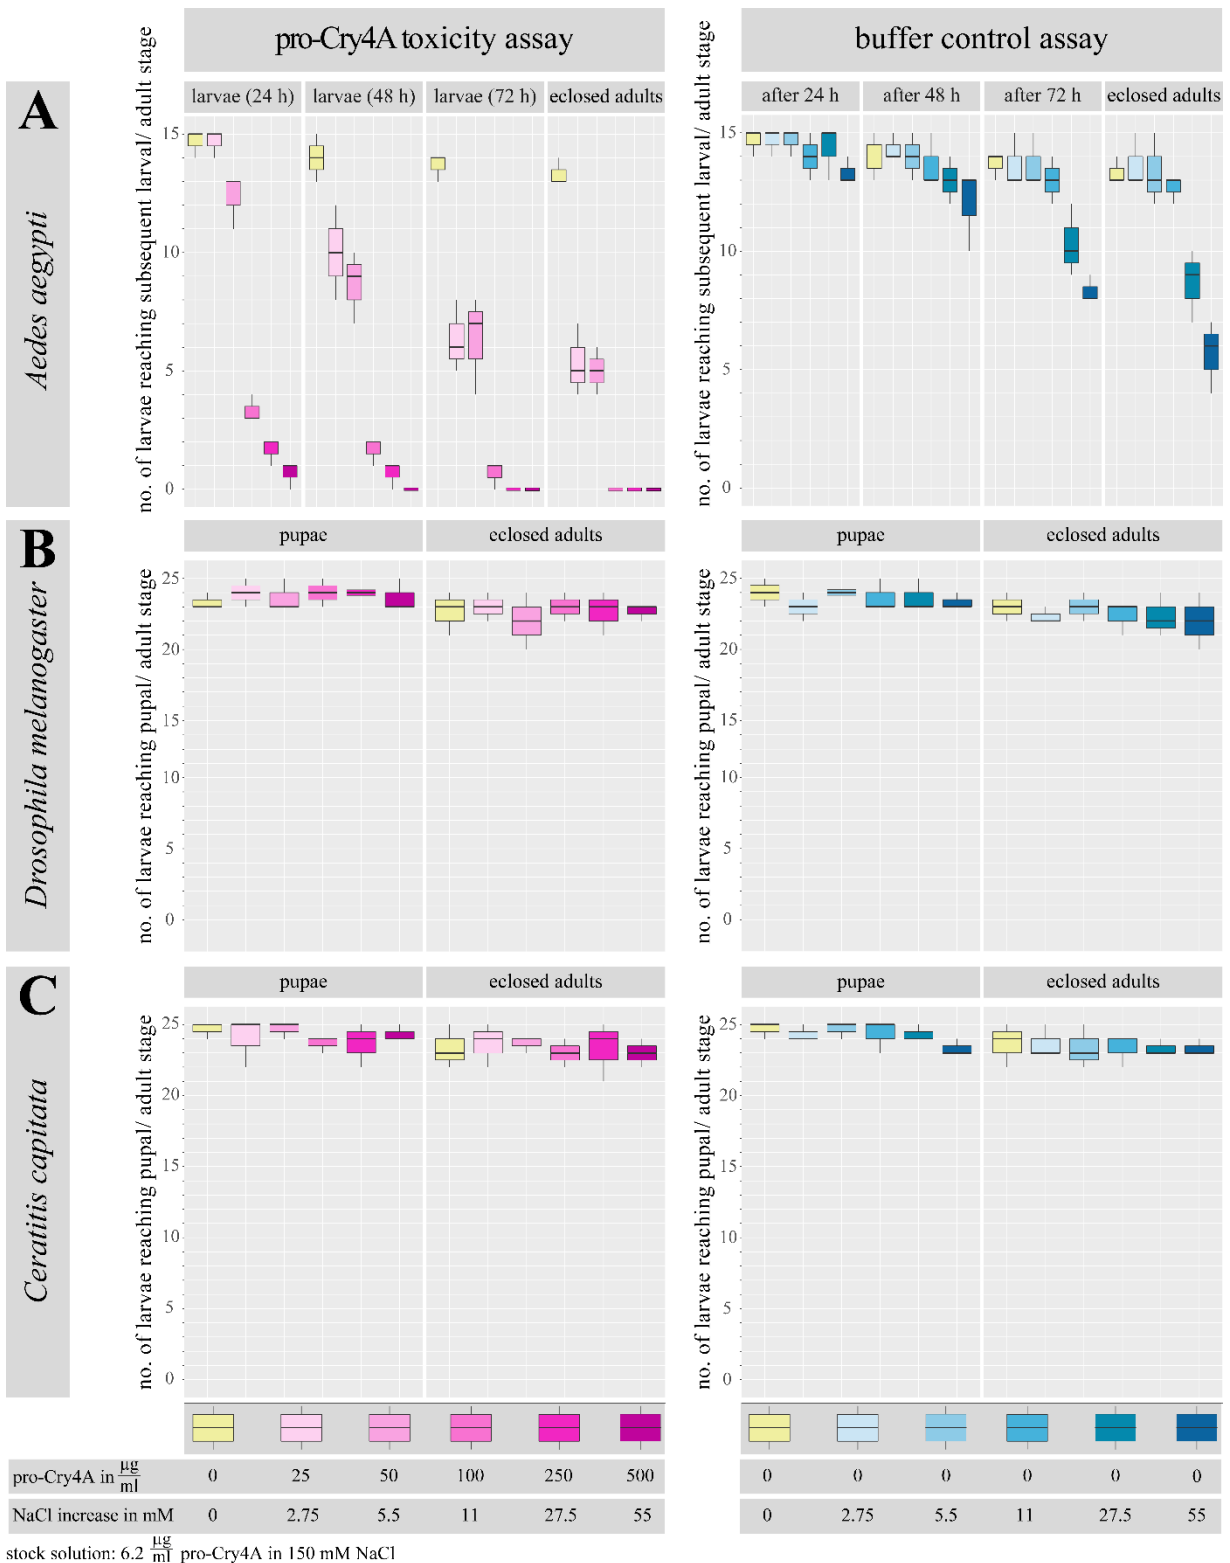 pro-Cry4A toxicity assay
buffer control assay
A
Aedes aegypti
no. of larvae reaching subsequent larval/ adult stage
larvae (24 h) larvae (48 h) larvae (72 h) eclosed adults
15
10
5
0
no. of larvae reaching subsequent larval/ adult stage
after 24 h after 48 h after 72 h eclosed adults
15
10
5
0
B
Drosophila melanogaster
no. of larvae reaching pupal/ adult stage
pupae eclosed adults
25
20
15
10
5
0
no. of larvae reaching pupal/ adult stage
pupae eclosed adults
25
20
15
10
5
0
C
Ceratitis capitata
no. of larvae reaching pupal/ adult stage
pupae eclosed adults
25
20
15
10
5
0
no. of larvae reaching pupal/ adult stage
pupae eclosed adults
25
20
15
10
5
0
pro-Cry4A in µg/ml 0 25 50 100 250 500 0 0 0 0 0 0
NaCl increase in mM 0 2.75 5.5 11 27.5 55 0 2.75 5.5 11 27.5 55
stock solution: 6.2 µg/ml pro-Cry4A in 150 mM NaCl